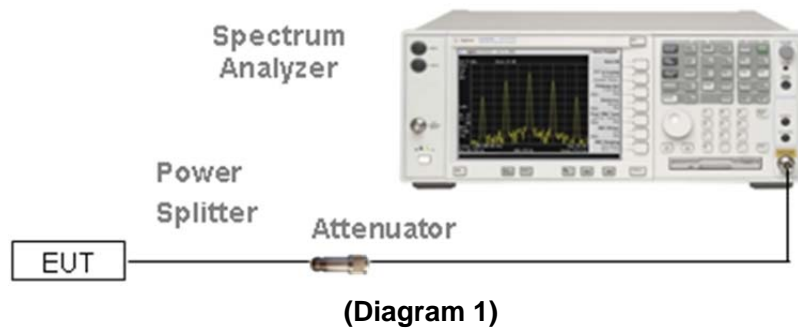 Spectrum
Analyzer
Power
Splitter
Attenuator
EUT
(Diagram 1)